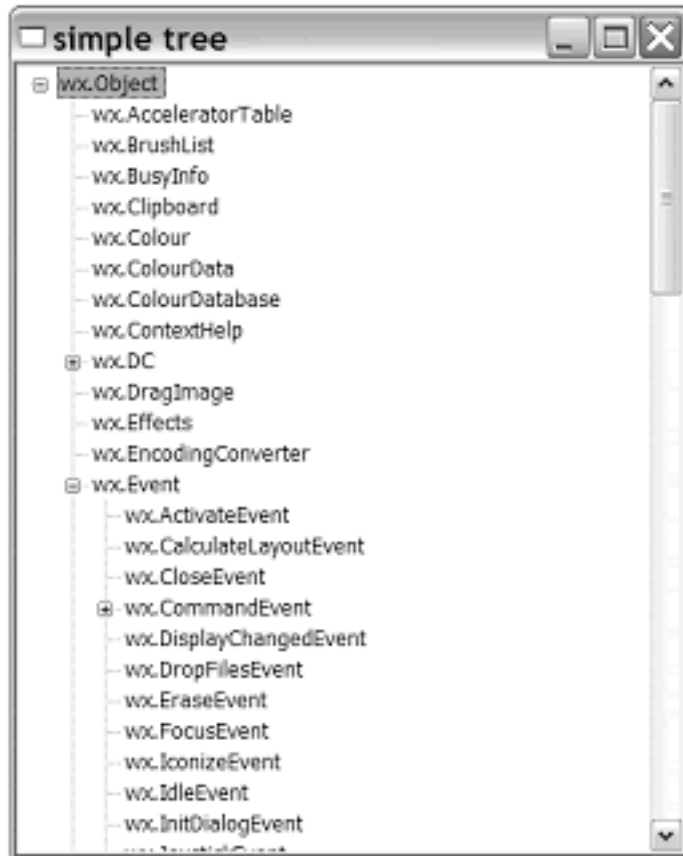 simple tree
wx.Object
wx.AcceleratorTable
wx.BrushList
wx.BusyInfo
wx.Clipboard
wx.Colour
wx.ColourData
wx.ColourDatabase
wx.ContextHelp
wx.DC
wx.DragImage
wx.Effects
wx.EncodingConverter
wx.Event
wx.ActivateEvent
wx.CalculateLayoutEvent
wx.CloseEvent
wx.CommandEvent
wx.DisplayChangedEvent
wx.DropFilesEvent
wx.EraseEvent
wx.FocusEvent
wx.IconizeEvent
wx.IdleEvent
wx.InitDialogEvent